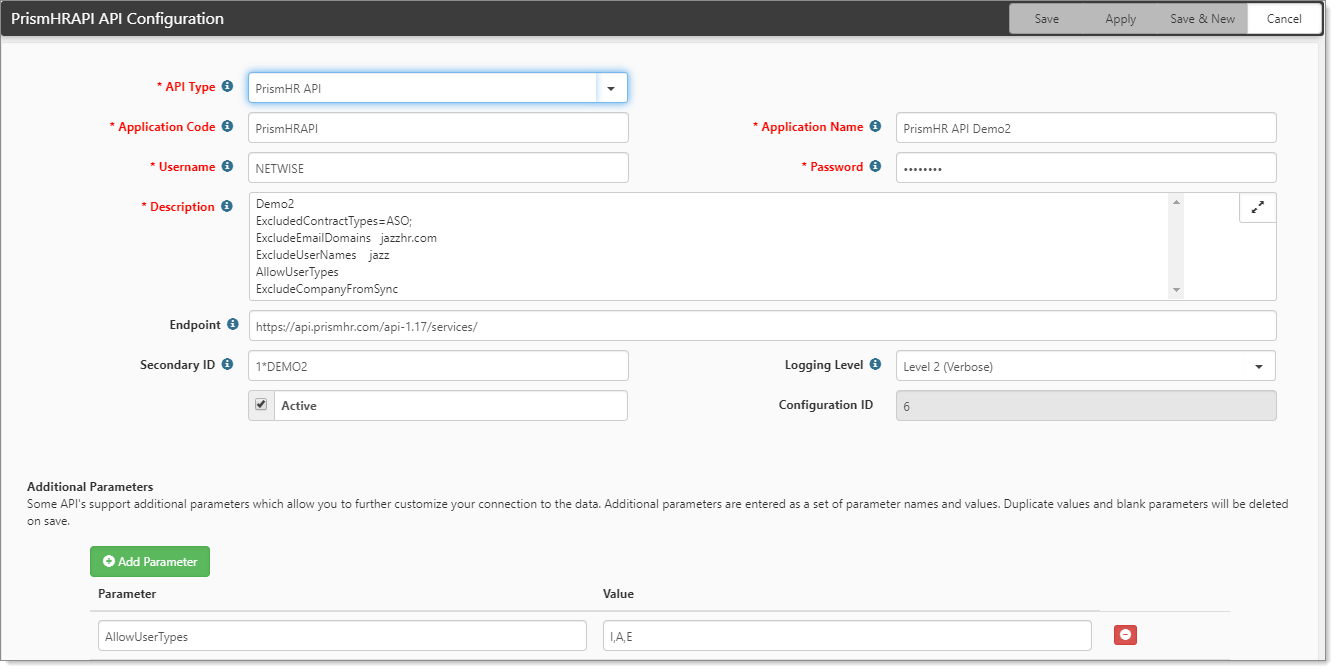 PrismHRAPI API Configuration
Save Apply Save & New Cancel
* API Type PrismHR API
* Application Code PrismHRAPI * Application Name PrismHR API Demo2
* Username NETWISE * Password ••••••••
* Description Demo2
ExcludedContractTypes=ASO;
ExcludeEmailDomains jazzhr.com
ExcludeUserNames jazz
AllowUserTypes
ExcludeCompanyFromSync
Endpoint https://api.prismhr.com/api-1.17/services/
Secondary ID 1*DEMO2 Logging Level Level 2 (Verbose)
Active Configuration ID 6
Additional Parameters
Some API's support additional parameters which allow you to further customize your connection to the data. Additional parameters are entered as a set of parameter names and values. Duplicate values and blank parameters will be deleted
on save.
Add Parameter
Parameter Value
AllowUserTypes I,A,E